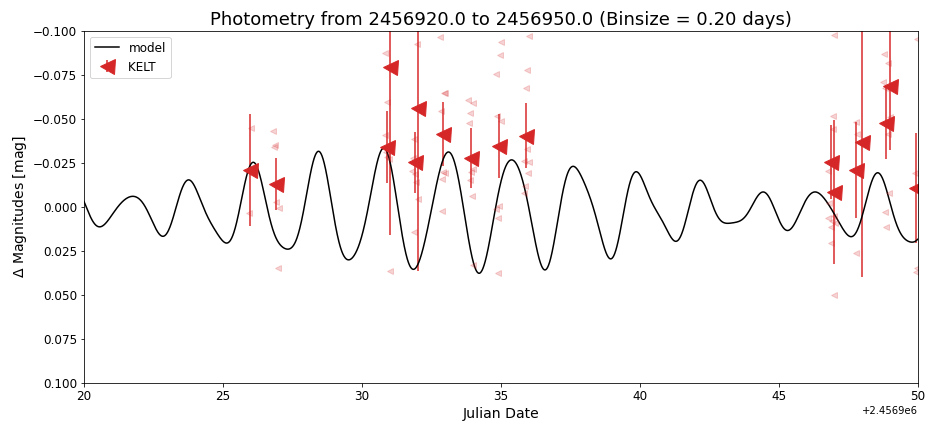 Photometry from 2456920.0 to 2456950.0 (Binsize = 0.20 days)
model
KELT
Δ Magnitudes [mag]
−0.100
−0.075
−0.050
−0.025
0.000
0.025
0.050
0.075
0.100
20 25 30 35 40 45 50
Julian Date
+2.4569e6